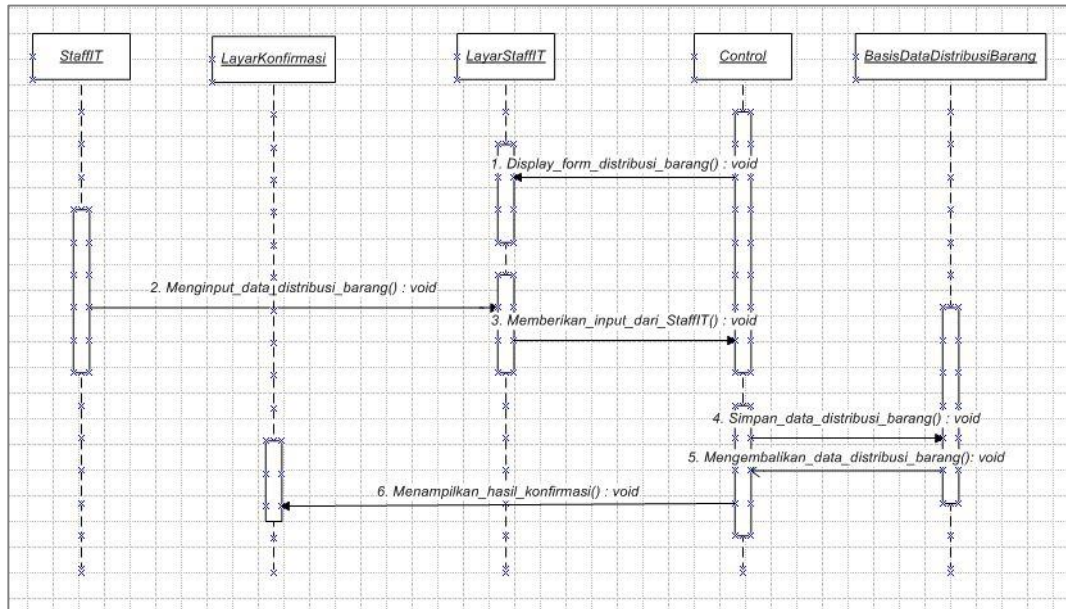 StaffIT
LayarKonfirmasi
LayarStaffIT
Control
BasisDataDistribusiBarang
1. Display_form_distribusi_barang() : void
2. Menginput_data_distribusi_barang() : void
3. Memberikan_input_dari_StaffIT() : void
4. Simpan_data_distribusi_barang() : void
5. Mengembalikan_data_distribusi_barang(): void
6. Menampilkan_hasil_konfirmasi() : void